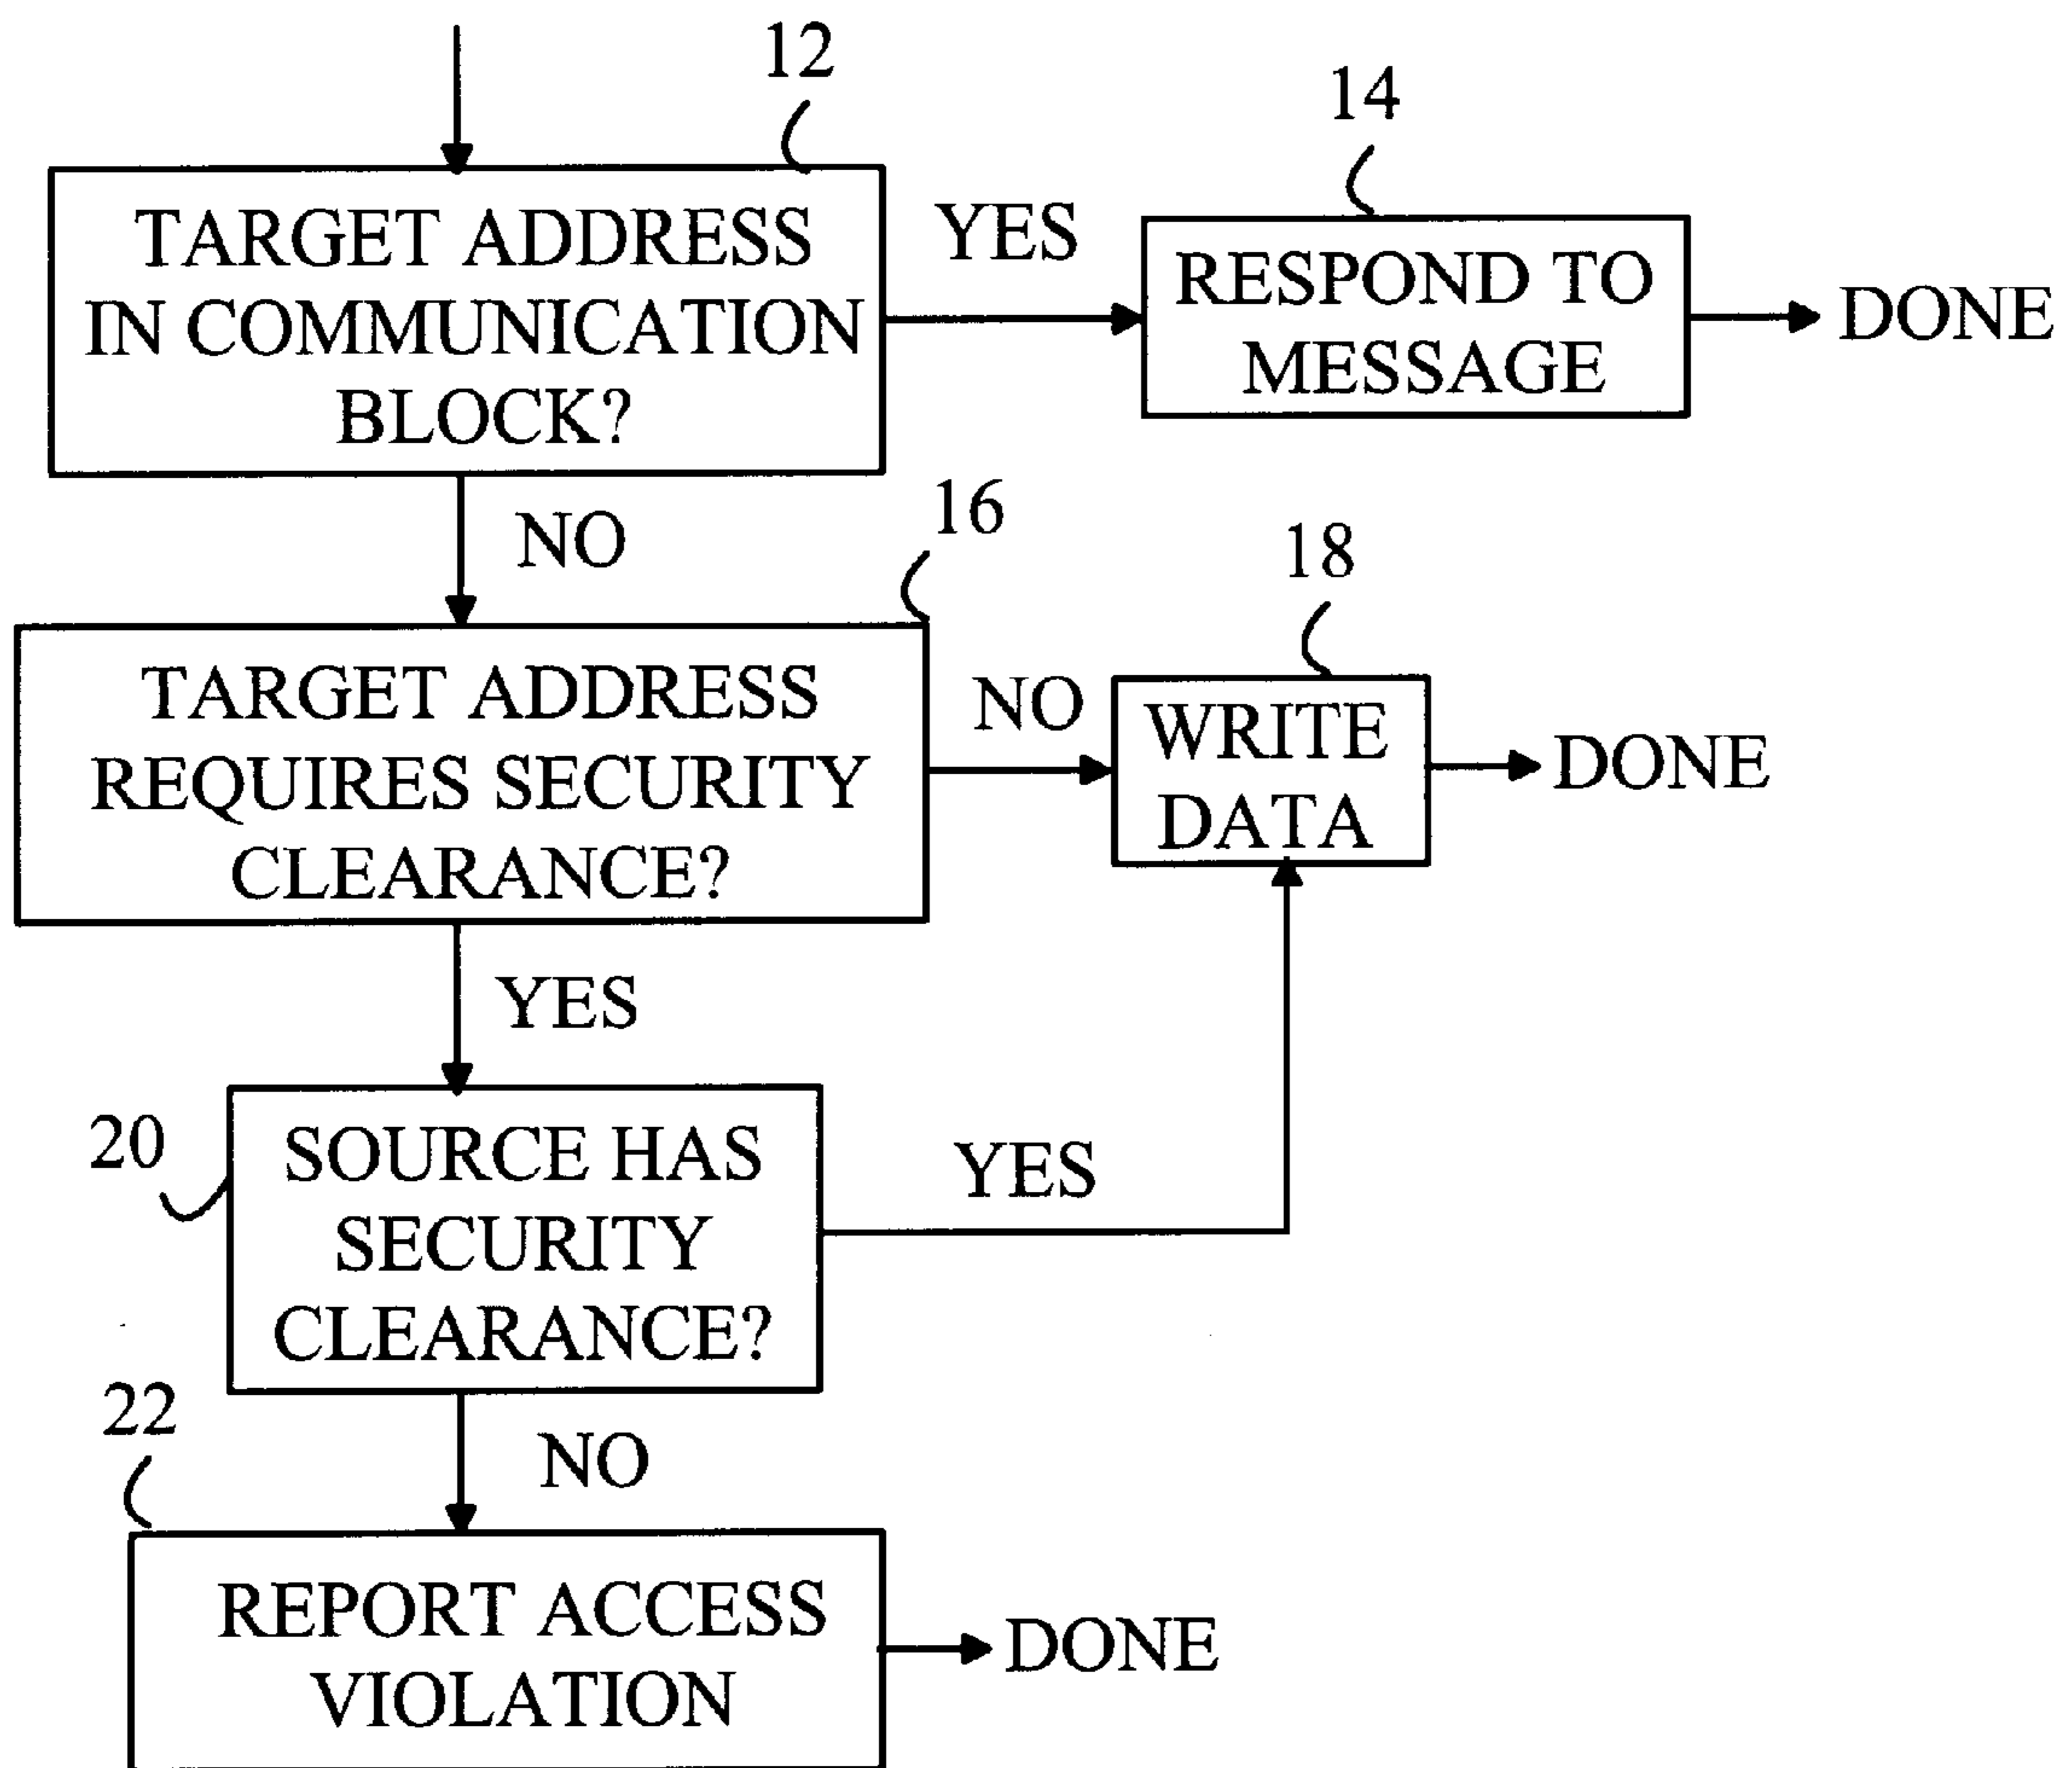 12
14
TARGET ADDRESS
IN COMMUNICATION
BLOCK?
YES
RESPOND TO
MESSAGE
DONE
NO
16
18
TARGET ADDRESS
REQUIRES SECURITY
CLEARANCE?
NO
WRITE
DATA
DONE
YES
20
SOURCE HAS
SECURITY
CLEARANCE?
YES
22
NO
REPORT ACCESS
VIOLATION
DONE